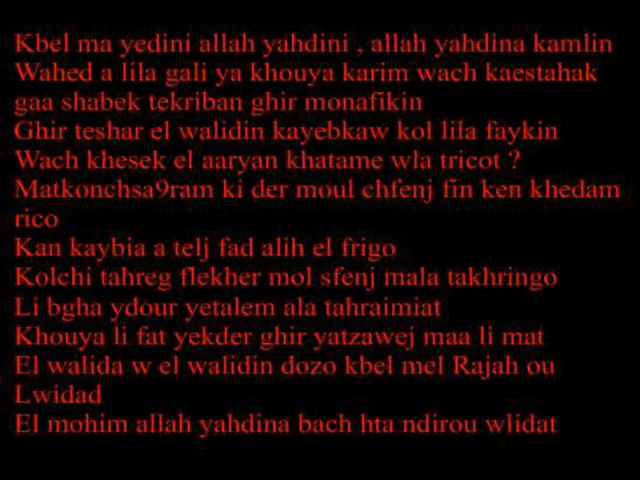 Kbel ma yedini allah yahdini , allah yahdina kamlin
Wahed a lila gali ya khouya karim wach kaestahak
gaa shabek tekriban ghir monafikin
Ghir teshar el walidin kayebkaw kol lila faykin
Wach khesek el aaryan khatame wla tricot ?
Matkonchsa9ram ki der moul chfenj fin ken khedam
rico
Kan kaybia a telj fad alih el frigo
Kolchi tahreg flekher mol sfenj mala takhringo
Li bgha ydour yetalem ala tahraimiat
Khouya li fat yekder ghir yatzawej maa li mat
El walida w el walidin dozo kbel mel Rajah ou
Lwidad
El mohim allah yahdina bach hta ndirou wlidat